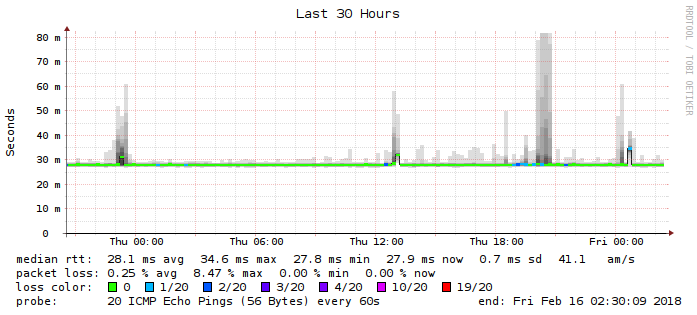 Last 30 Hours
RRDTOOL / TOBI OETIKER
Seconds
80 m
70 m
60 m
50 m
40 m
30 m
20 m
10 m
0
Thu 00:00 Thu 06:00 Thu 12:00 Thu 18:00 Fri 00:00
median rtt: 28.1 ms avg 34.6 ms max 27.8 ms min 27.9 ms now 0.7 ms sd 41.1 am/s
packet loss: 0.25 % avg 8.47 % max 0.00 % min 0.00 % now
loss color: 0 1/20 2/20 3/20 4/20 10/20 19/20
probe: 20 ICMP Echo Pings (56 Bytes) every 60s end: Fri Feb 16 02:30:09 2018